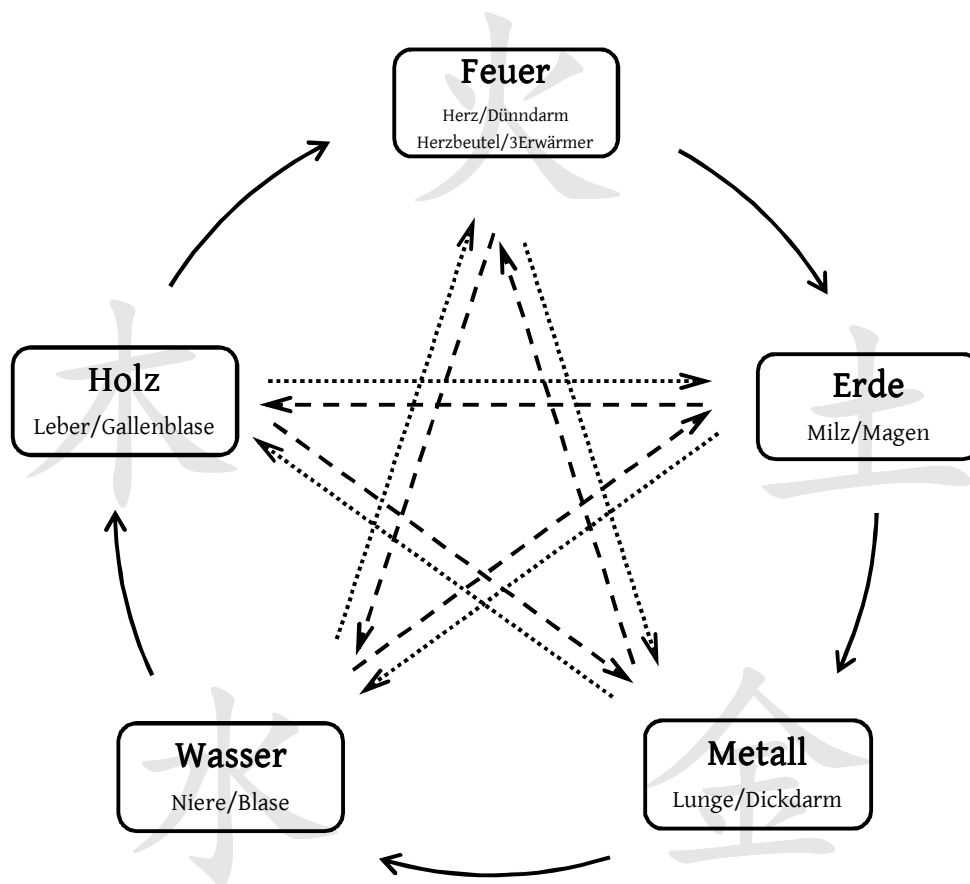 火
Feuer
Herz/Dünndarm
Herzbeutel/3Erwärmer
木
Holz
Leber/Gallenblase
土
Erde
Milz/Magen
水
Wasser
Niere/Blase
金
Metall
Lunge/Dickdarm